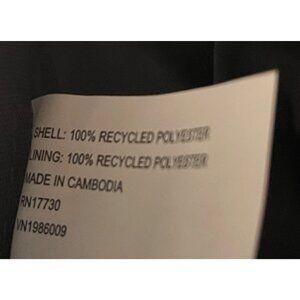 SHELL: 100% RECYCLED POLYESTER
LINING: 100% RECYCLED POLYESTER
MADE IN CAMBODIA
RN17730
VN1986009